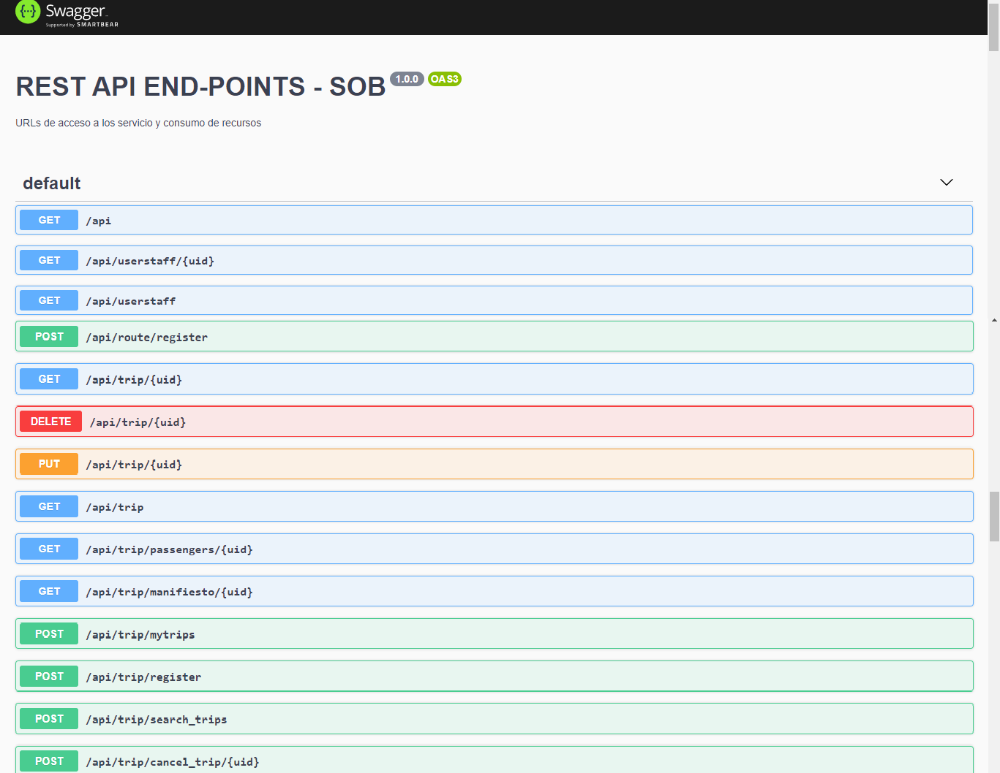 {···} Swagger
Supported by SMARTBEAR
REST API END-POINTS - SOB 1.0.0 OAS3
URLs de acceso a los servicio y consumo de recursos
default
GET /api
GET /api/userstaff/{uid}
GET /api/userstaff
POST /api/route/register
GET /api/trip/{uid}
DELETE /api/trip/{uid}
PUT /api/trip/{uid}
GET /api/trip
GET /api/trip/passengers/{uid}
GET /api/trip/manifiesto/{uid}
POST /api/trip/mytrips
POST /api/trip/register
POST /api/trip/search_trips
POST /api/trip/cancel_trip/{uid}